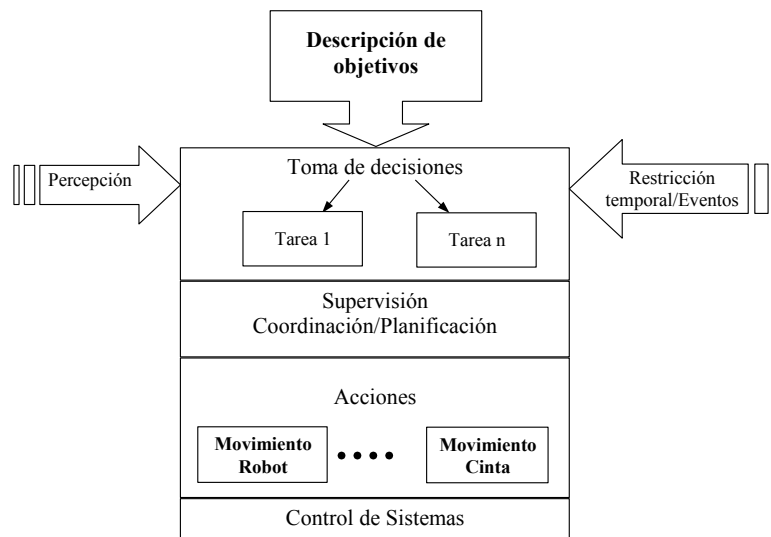 Descripción de
objetivos
Percepción
Toma de decisiones
Restricción
temporal/Eventos
Tarea 1
Tarea n
Supervisión
Coordinación/Planificación
Acciones
Movimiento
Robot
Movimiento
Cinta
Control de Sistemas